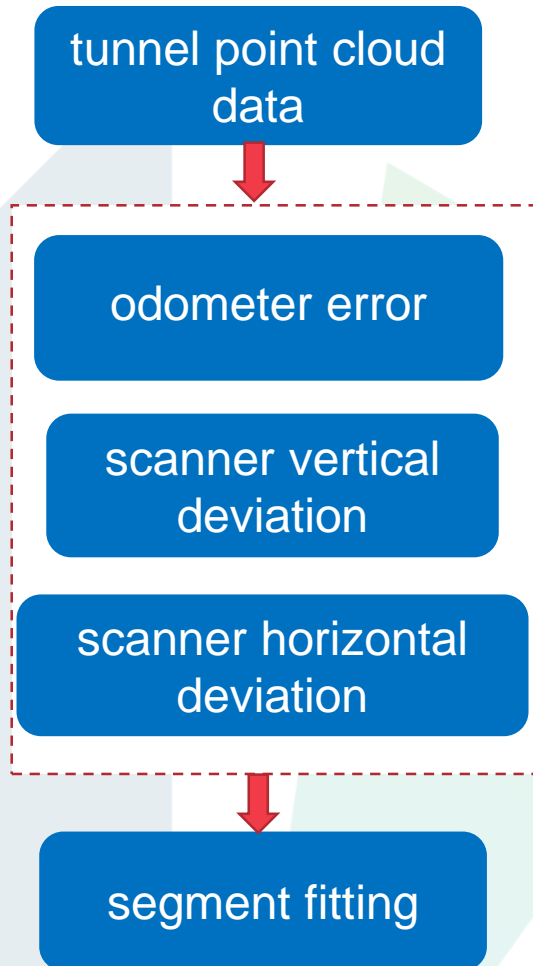 tunnel point cloud
data
odometer error
scanner vertical
deviation
scanner horizontal
deviation
segment fitting